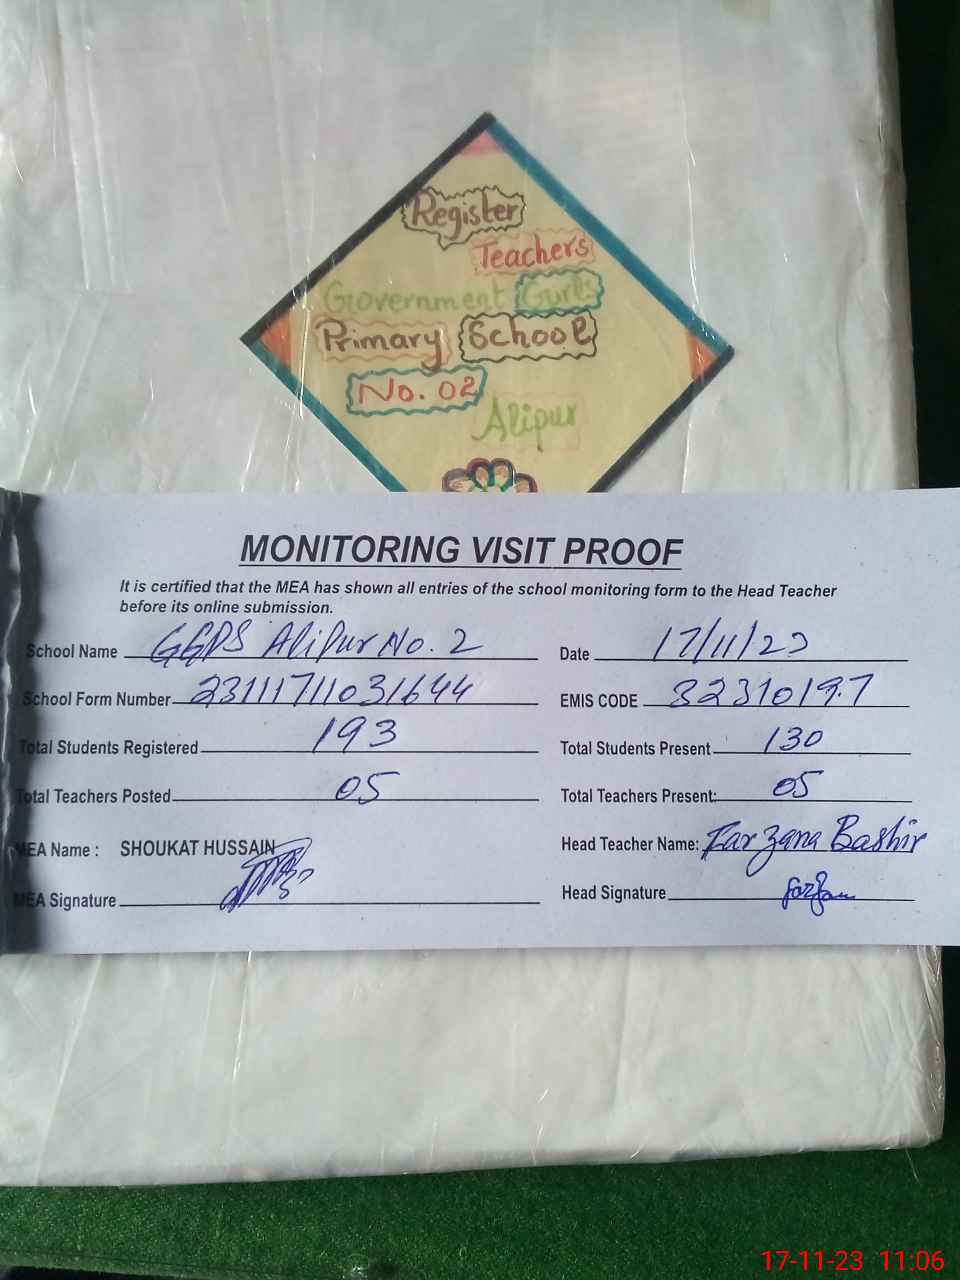 Register
Teachers
Government Gurls
Primary School
No. 02
Alipur
MONITORING VISIT PROOF
It is certified that the MEA has shown all entries of the school monitoring form to the Head Teacher
before its online submission.
School Name GGPS Alipur No. 2 Date 17/11/23
School Form Number 23111711031644 EMIS CODE 32310197
Total Students Registered 193 Total Students Present 130
Total Teachers Posted 05 Total Teachers Present: 05
MEA Name : SHOUKAT HUSSAIN Head Teacher Name: Farzana Bashir
MEA Signature Head Signature
17-11-23 11:06